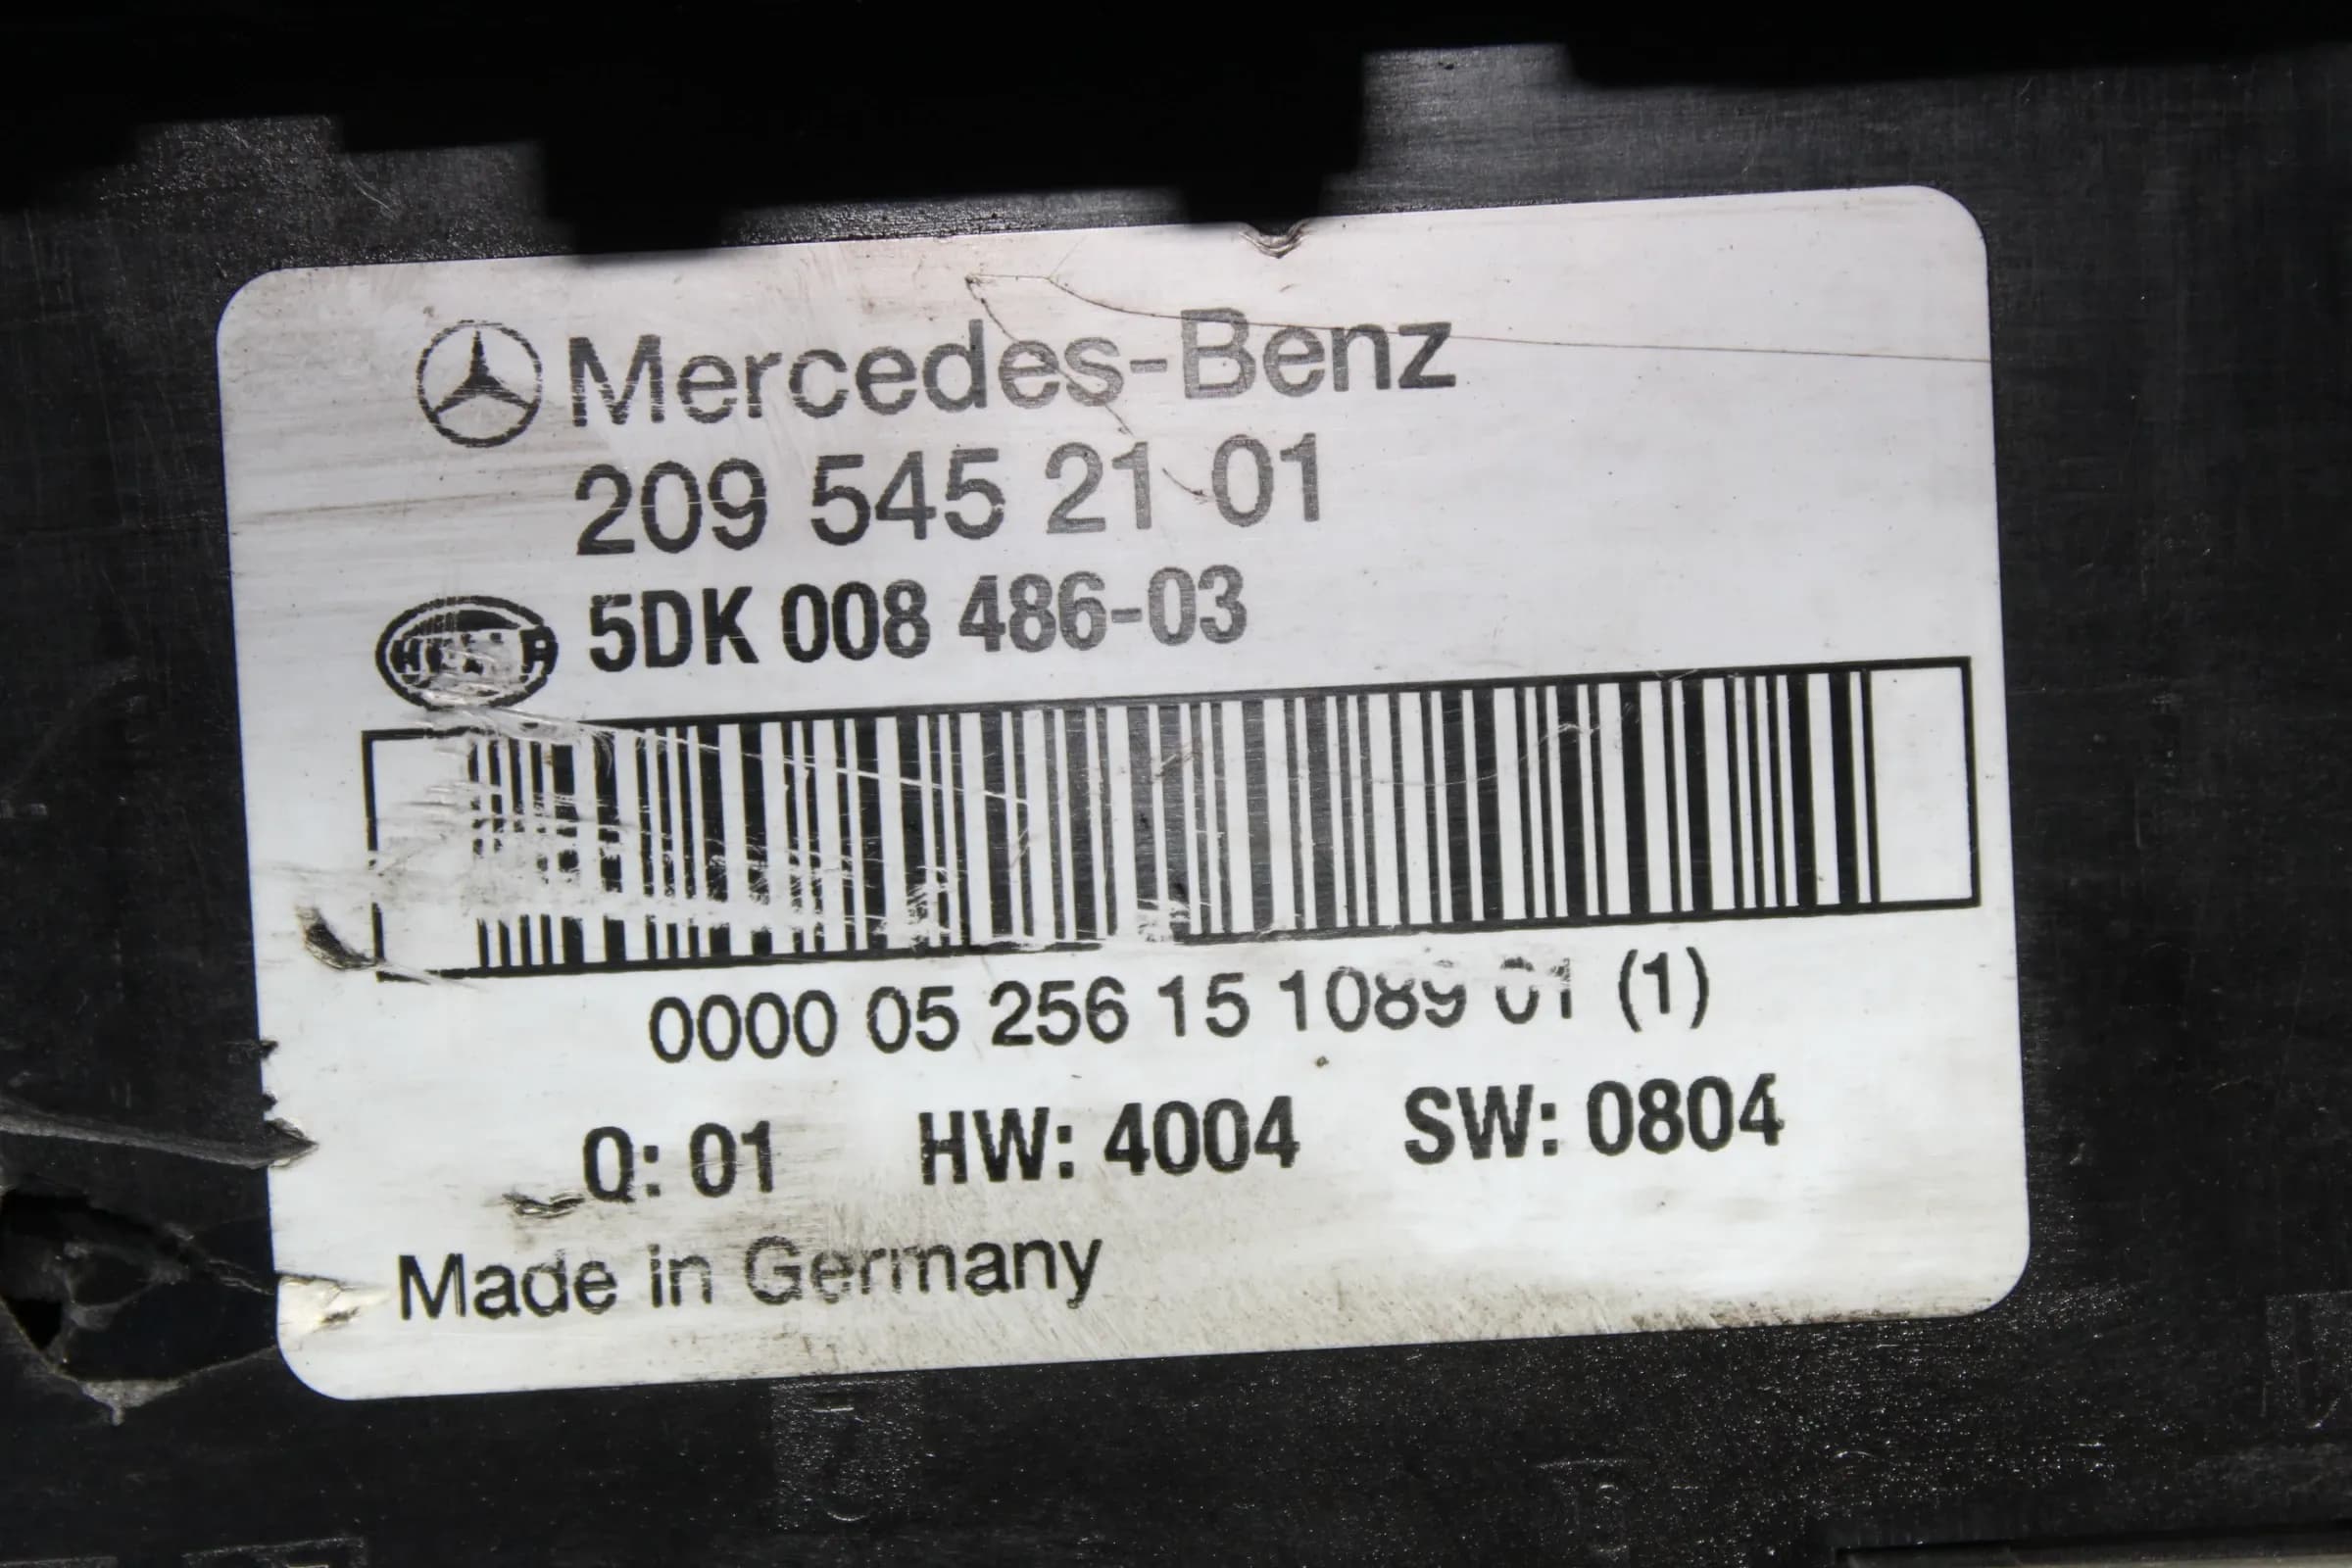 Mercedes-Benz
209 545 21 01
HELLA 5DK 008 486-03
0000 05 256 15 1089 01 (1)
Q: 01 HW: 4004 SW: 0804
Made in Germany